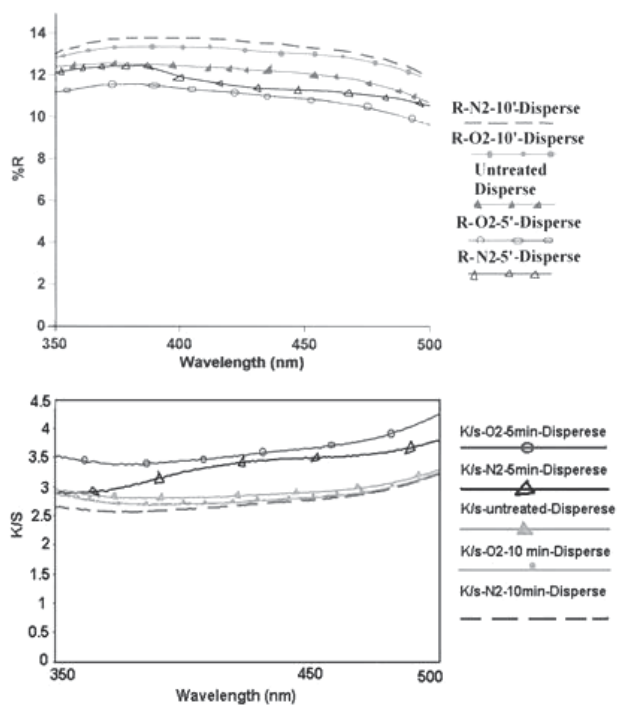 14
12
10
8
6
4
2
0
%R
350
400
450
500
Wavelength (nm)
R-N2-10'-Disperse
R-O2-10'-Disperse
Untreated
Disperse
R-O2-5'-Disperse
R-N2-5'-Disperse
4.5
4
3.5
3
2.5
2
1.5
1
0.5
0
K/S
350
400
450
500
Wavelength (nm)
K/s-O2-5min-Disperese
K/s-N2-5min-Disperese
K/s-untreated-Disperese
K/s-O2-10 min-Disperse
K/s-N2-10min-Disperse